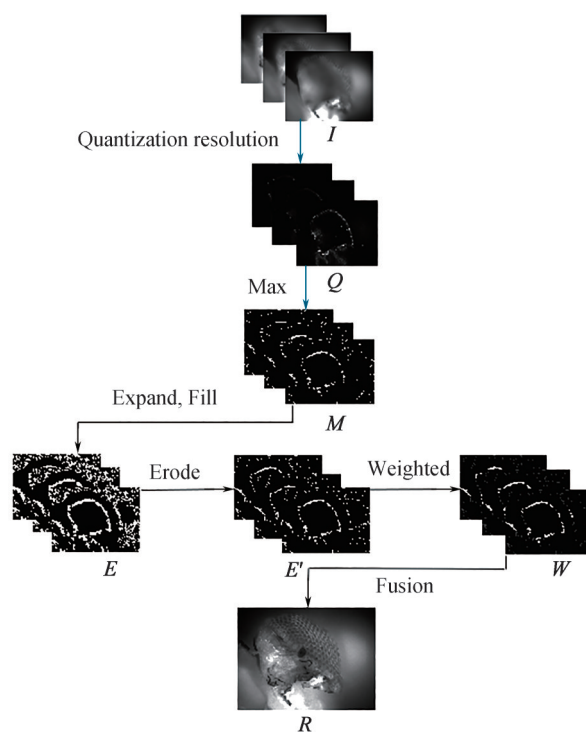 I
Quantization resolution
Q
Max
M
Expand, Fill
Erode
Weighted
E
E'
W
Fusion
R